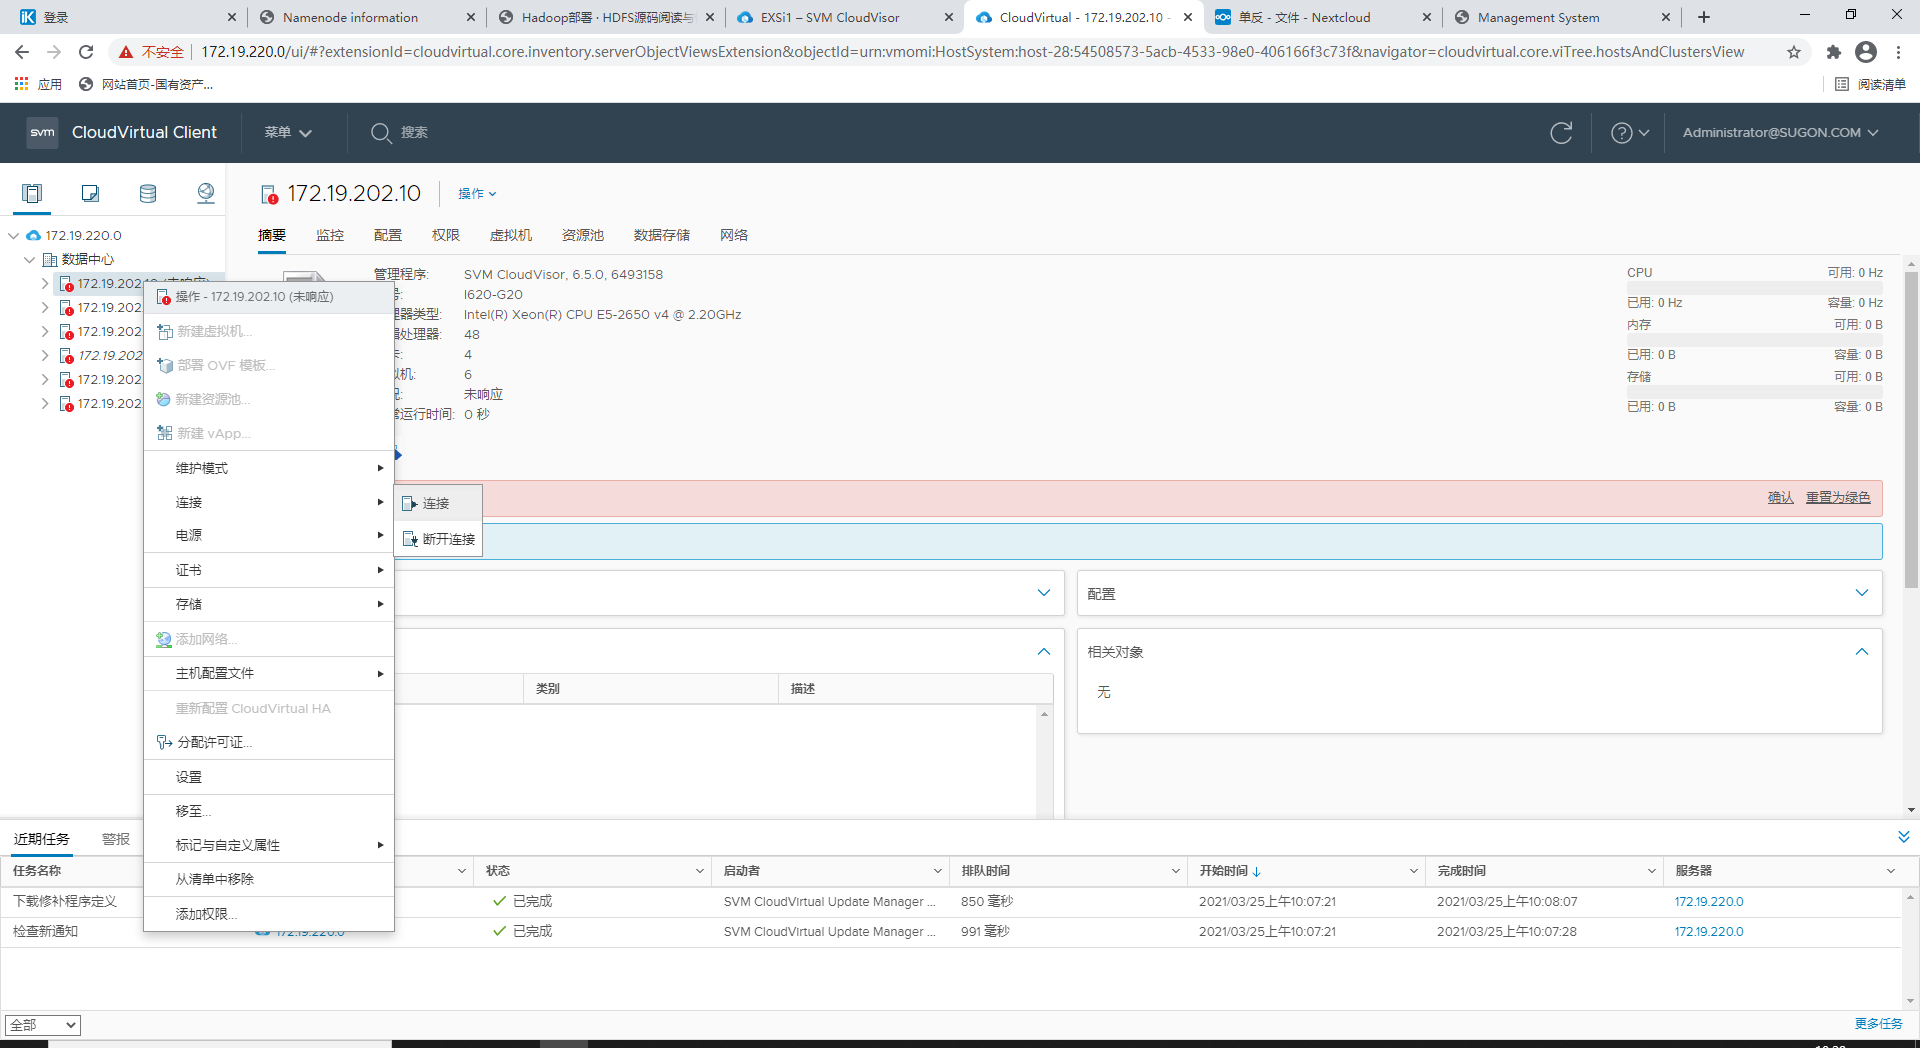 登录
Namenode information
Hadoop部署 · HDFS源码阅读与
EXSi1 – SVM CloudVisor
CloudVirtual - 172.19.202.10 -
单反 - 文件 - Nextcloud
Management System
不安全
172.19.220.0/ui/#?extensionId=cloudvirtual.core.inventory.serverObjectViewsExtension&objectId=urn:vmomi:HostSystem:host-28:54508573-5acb-4533-98e0-406166f3c73f&navigator=cloudvirtual.core.viTree.hostsAndClustersView
应用
网站首页-国有资产...
阅读清单
svm
CloudVirtual Client
菜单
搜索
Administrator@SUGON.COM
172.19.202.10
操作
摘要
监控
配置
权限
虚拟机
资源池
数据存储
网络
172.19.220.0
数据中心
172.19.202
172.19.202.
172.19.202.
172.19.202
172.19.202.
172.19.202.
操作 - 172.19.202.10 (未响应)
新建虚拟机...
部署 OVF 模板...
新建资源池...
新建 vApp...
维护模式
连接
电源
证书
存储
添加网络...
主机配置文件
重新配置 CloudVirtual HA
分配许可证...
设置
移至...
标记与自定义属性
从清单中移除
添加权限...
连接
断开连接
管理程序:
SVM CloudVisor, 6.5.0, 6493158
号:
I620-G20
器类型:
Intel(R) Xeon(R) CPU E5-2650 v4 @ 2.20GHz
处理器:
48
4
机:
6
未响应
运行时间:
0 秒
CPU
可用: 0 Hz
已用: 0 Hz
容量: 0 Hz
内存
可用: 0 B
已用: 0 B
容量: 0 B
存储
可用: 0 B
已用: 0 B
容量: 0 B
确认
重置为绿色
配置
类别
描述
相关对象
无
近期任务
警报
任务名称
状态
启动者
排队时间
开始时间
完成时间
服务器
下载修补程序定义
已完成
SVM CloudVirtual Update Manager ...
850 毫秒
2021/03/25上午10:07:21
2021/03/25上午10:08:07
172.19.220.0
检查新通知
172.19.220.0
已完成
SVM CloudVirtual Update Manager ...
991 毫秒
2021/03/25上午10:07:21
2021/03/25上午10:07:28
172.19.220.0
全部
更多任务